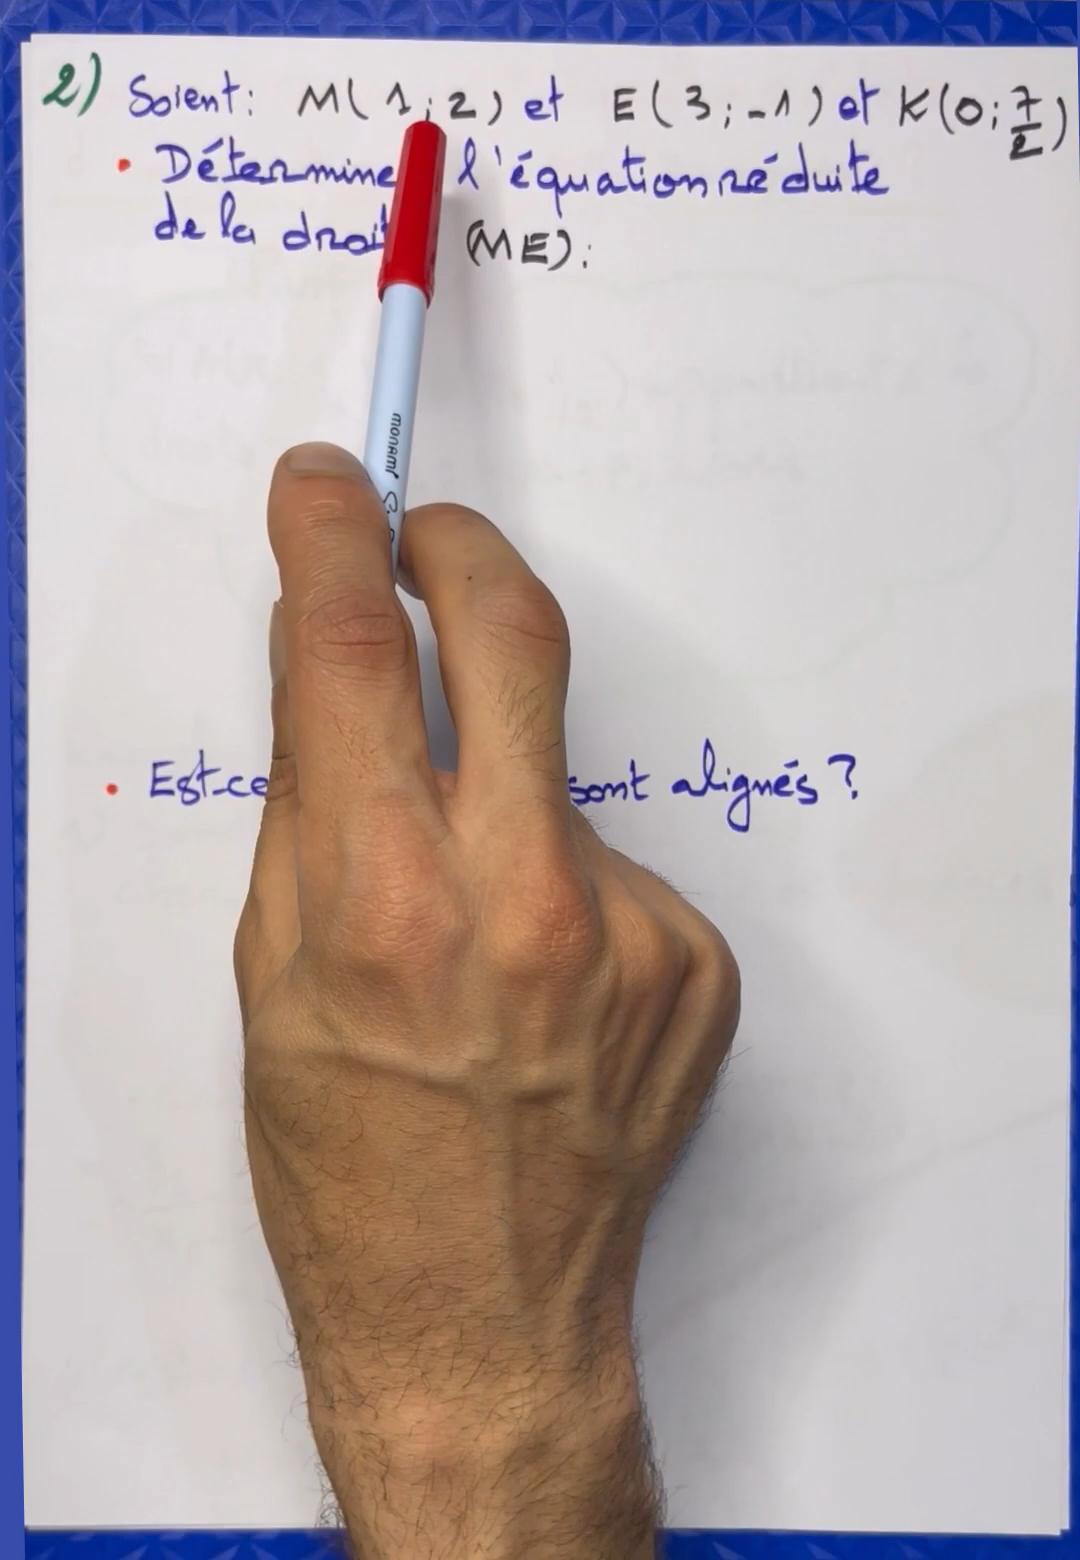 2) Soient: M(1;2) et E(3;-1) et K(0;7/2)
• Détermine l'équation réduite
de la droit (ME):
monami
• Est-ce sont alignés ?